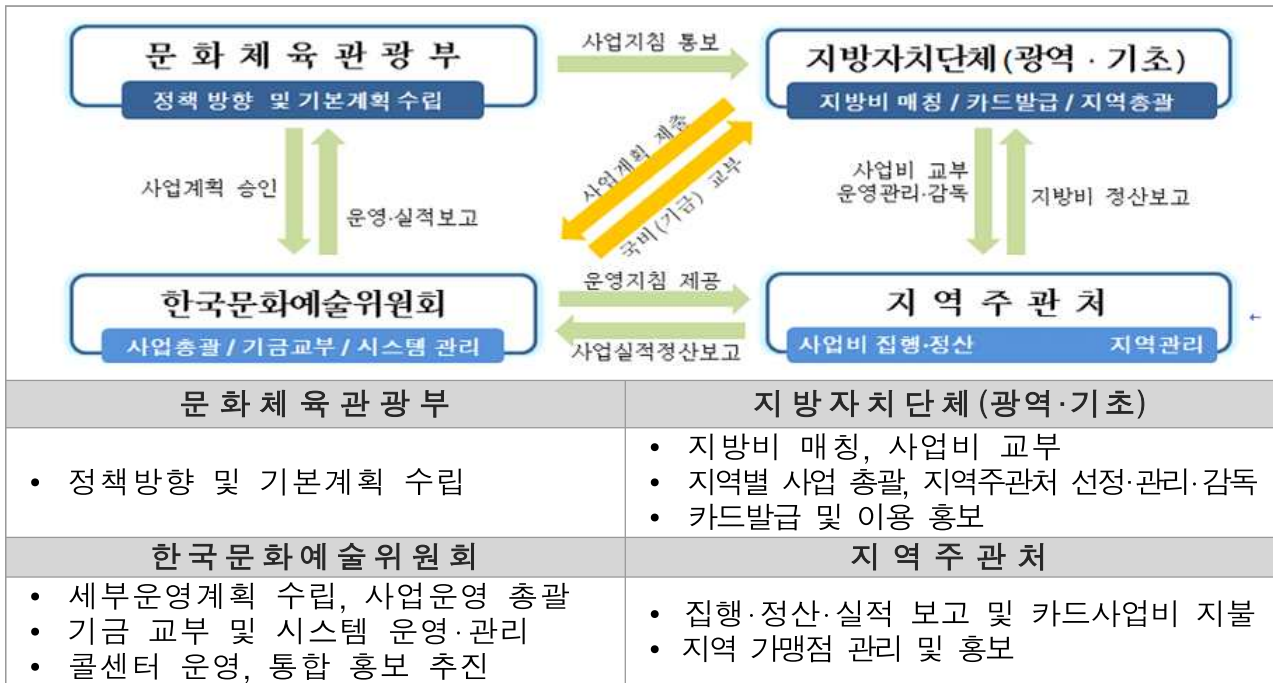 문화체육관광부
정책 방향 및 기본계획 수립
사업지침 통보
지방자치단체(광역·기초)
지방비 매칭 / 카드발급 / 지역총괄
사업계획 승인
운영·실적보고
사업계획 제출
국비(기금) 교부
사업비 교부
운영관리·감독
지방비 정산보고
한국문화예술위원회
사업총괄 / 기금교부 / 시스템 관리
운영지침 제공
사업실적정산보고
지역주관처
사업비 집행·정산 지역관리
문화체육관광부
지방자치단체(광역·기초)
• 정책방향 및 기본계획 수립
• 지방비 매칭, 사업비 교부
• 지역별 사업 총괄, 지역주관처 선정·관리·감독
• 카드발급 및 이용 홍보
한국문화예술위원회
지역주관처
• 세부운영계획 수립, 사업운영 총괄
• 기금 교부 및 시스템 운영·관리
• 콜센터 운영, 통합 홍보 추진
• 집행·정산·실적 보고 및 카드사업비 지불
• 지역 가맹점 관리 및 홍보